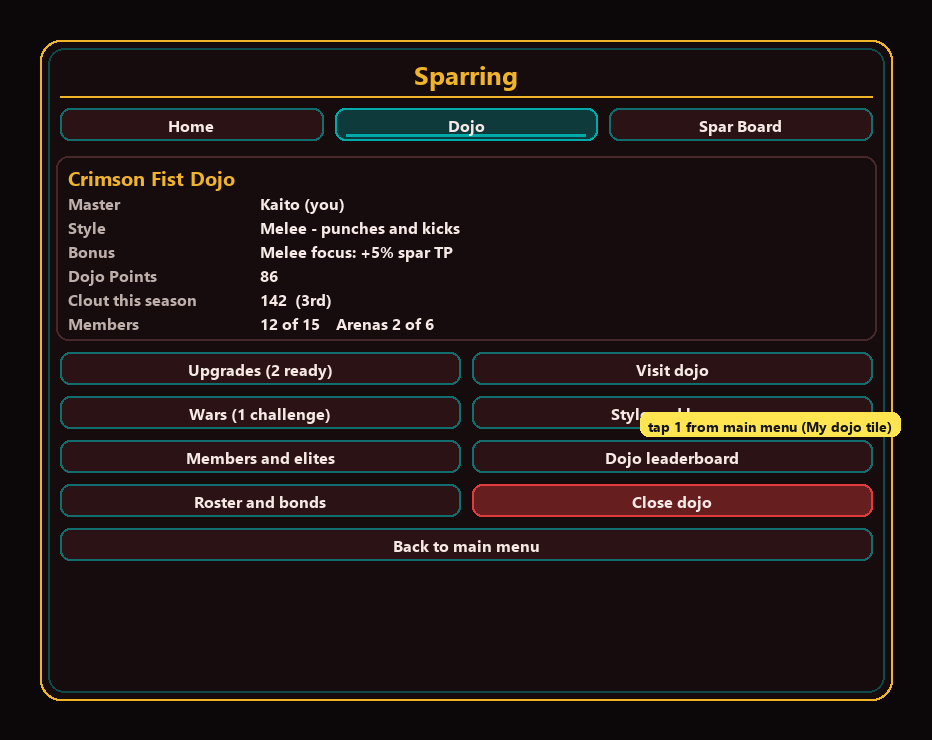 Sparring
Home
Dojo
Spar Board
Crimson Fist Dojo
Master Kaito (you)
Style Melee - punches and kicks
Bonus Melee focus: +5% spar TP
Dojo Points 86
Clout this season 142 (3rd)
Members 12 of 15 Arenas 2 of 6
Upgrades (2 ready)
Visit dojo
Wars (1 challenge)
tap 1 from main menu (My dojo tile)
Members and elites
Dojo leaderboard
Roster and bonds
Close dojo
Back to main menu